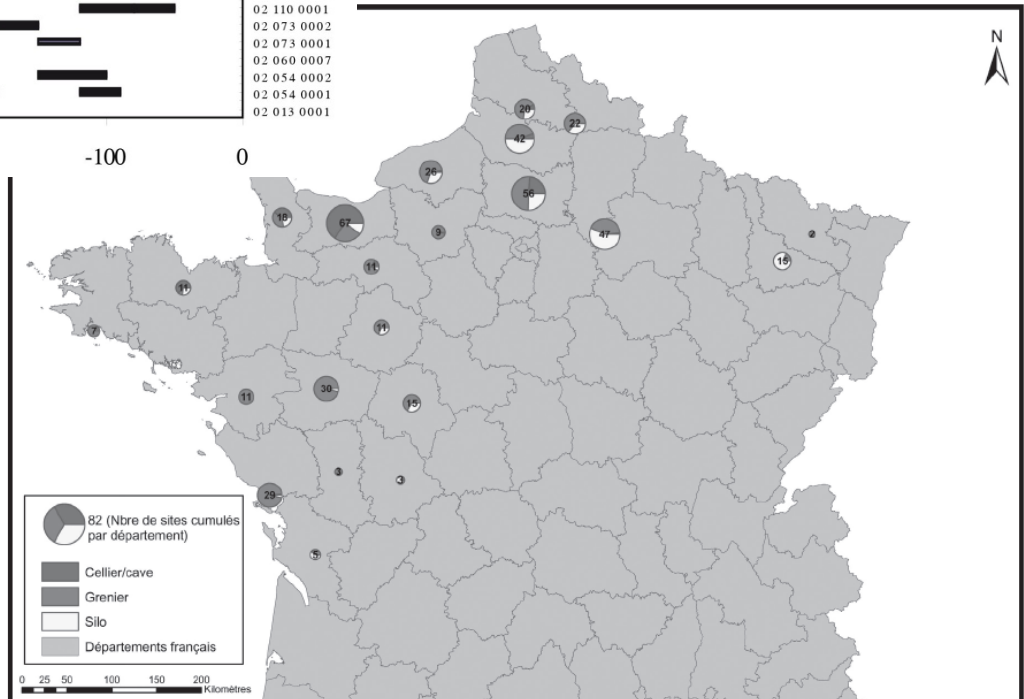 02 110 0001
02 073 0002
02 073 0001
02 060 0007
02 054 0002
02 054 0001
02 013 0001
-100 0
N
20
22
42
26
56
18
67
9
47
2
15
11
11
7
11
11
30
15
3
3
29
5
82 (Nbre de sites cumulés
par département)
Cellier/cave
Grenier
Silo
Départements français
0 25 50 100 150 200
Kilomètres